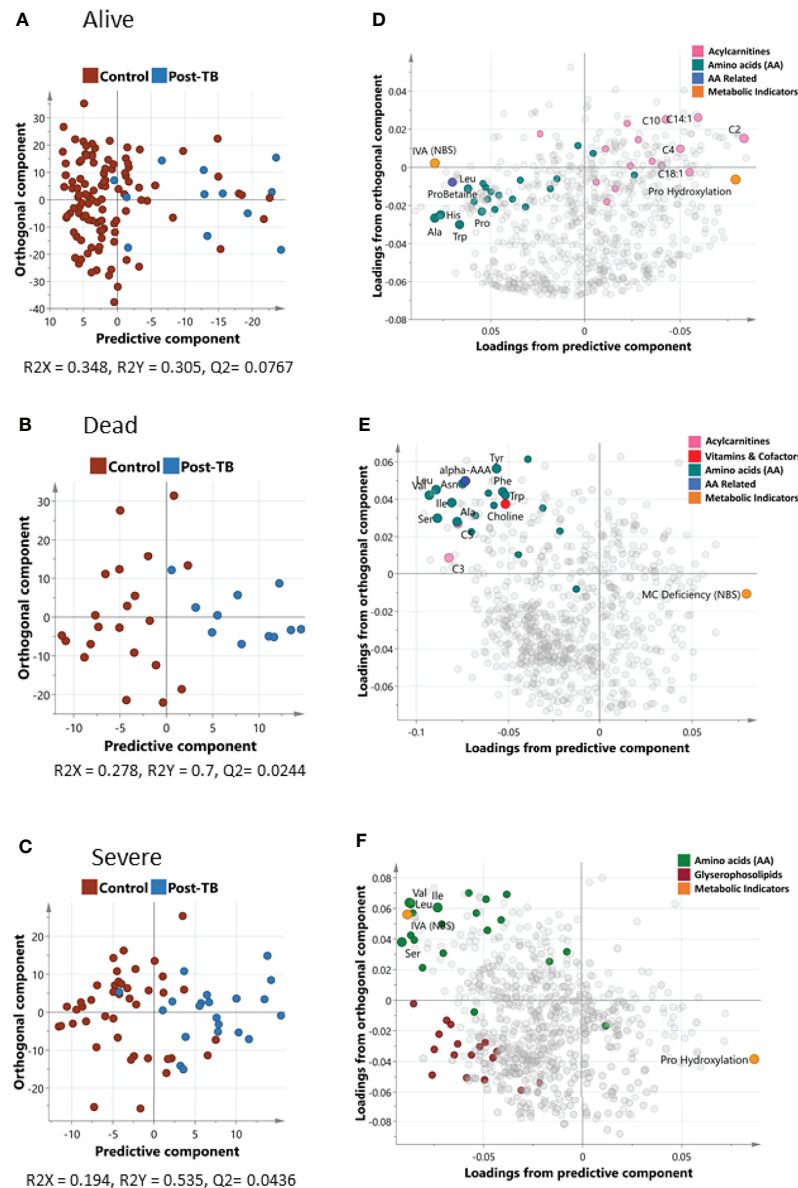 A
Alive
Control Post-TB
Orthogonal component
30
20
10
0
-10
-20
-30
-40
10 5 0 -5 -10 -15 -20
Predictive component
R2X = 0.348, R2Y = 0.305, Q2= 0.0767
D
Acylcarnitines
Amino acids (AA)
AA Related
Metabolic Indicators
Loadings from orthogonal component
0.04
0.02
0
-0.02
-0.04
-0.06
-0.08
C10
C14:1
C2
IVA (NBS)
C4
Leu
C18:1
ProBetaine
Pro Hydroxylation
His
Pro
Ala
Trp
0.05 0 -0.05
Loadings from predictive component
B
Dead
Control Post-TB
Orthogonal component
30
20
10
0
-10
-20
-10 -5 0 5 10
Predictive component
R2X = 0.278, R2Y = 0.7, Q2= 0.0244
E
Acylcarnitines
Vitamins & Cofactors
Amino acids (AA)
AA Related
Metabolic Indicators
Loadings from orthogonal component
0.06
0.04
0.02
0
-0.02
-0.04
-0.06
Tyr
alpha-AAA
Leu
Val
Asn
Phe
Ile
Trp
Ala
Choline
Ser
C5
C3
MC Deficiency (NBS)
-0.1 -0.05 0 0.05
Loadings from predictive component
C
Severe
Control Post-TB
Orthogonal component
20
10
0
-10
-20
-10 -5 0 5 10
Predictive component
R2X = 0.194, R2Y = 0.535, Q2= 0.0436
F
Amino acids (AA)
Glyserophosolipids
Metabolic Indicators
Loadings from orthogonal component
0.08
0.06
0.04
0.02
0
-0.02
-0.04
-0.06
-0.08
Val
Ile
Leu
IVA (NBS)
Ser
Pro Hydroxylation
-0.05 0 0.05
Loadings from predictive component